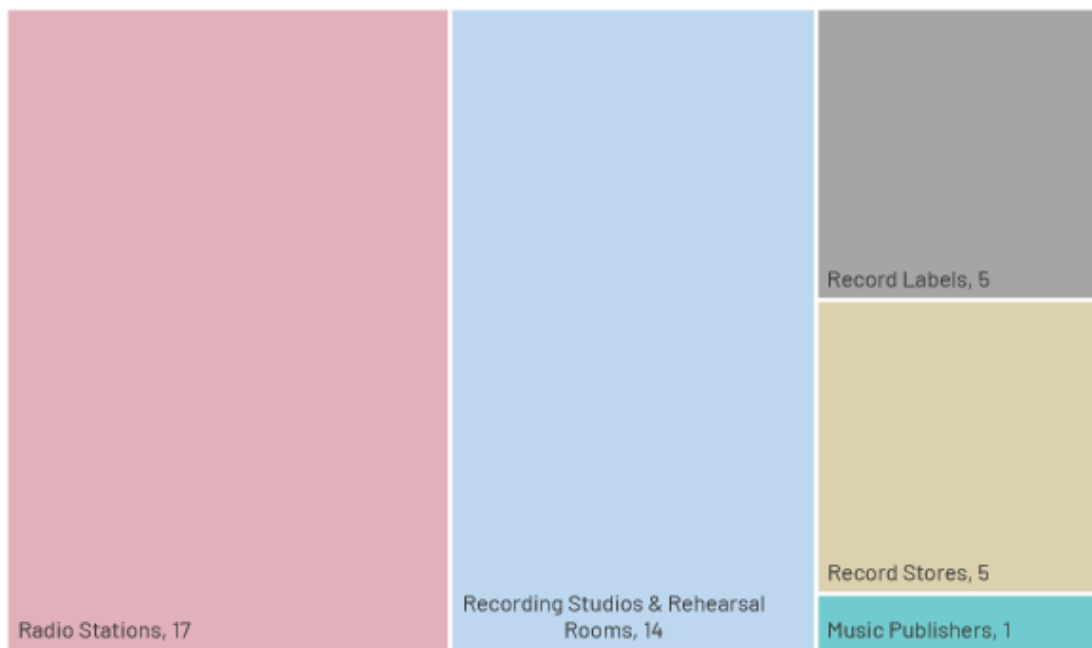 Radio Stations, 17
Recording Studios & Rehearsal
Rooms, 14
Record Labels, 5
Record Stores, 5
Music Publishers, 1